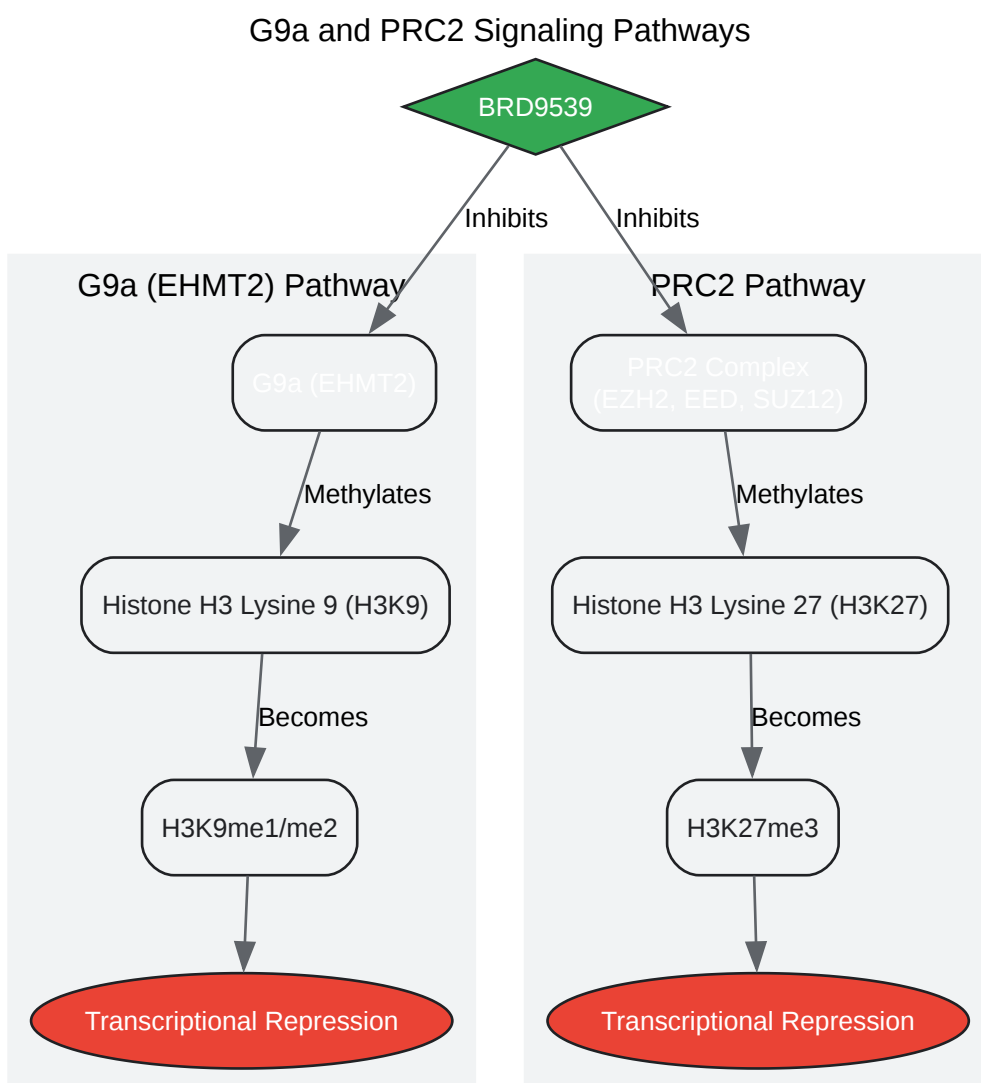 G9a and PRC2 Signaling Pathways
BRD9539
Inhibits
Inhibits
G9a (EHMT2) Pathway
PRC2 Pathway
G9a (EHMT2)
PRC2 Complex
(EZH2, EED, SUZ12)
Methylates
Methylates
Histone H3 Lysine 9 (H3K9)
Histone H3 Lysine 27 (H3K27)
Becomes
Becomes
H3K9me1/me2
H3K27me3
Transcriptional Repression
Transcriptional Repression